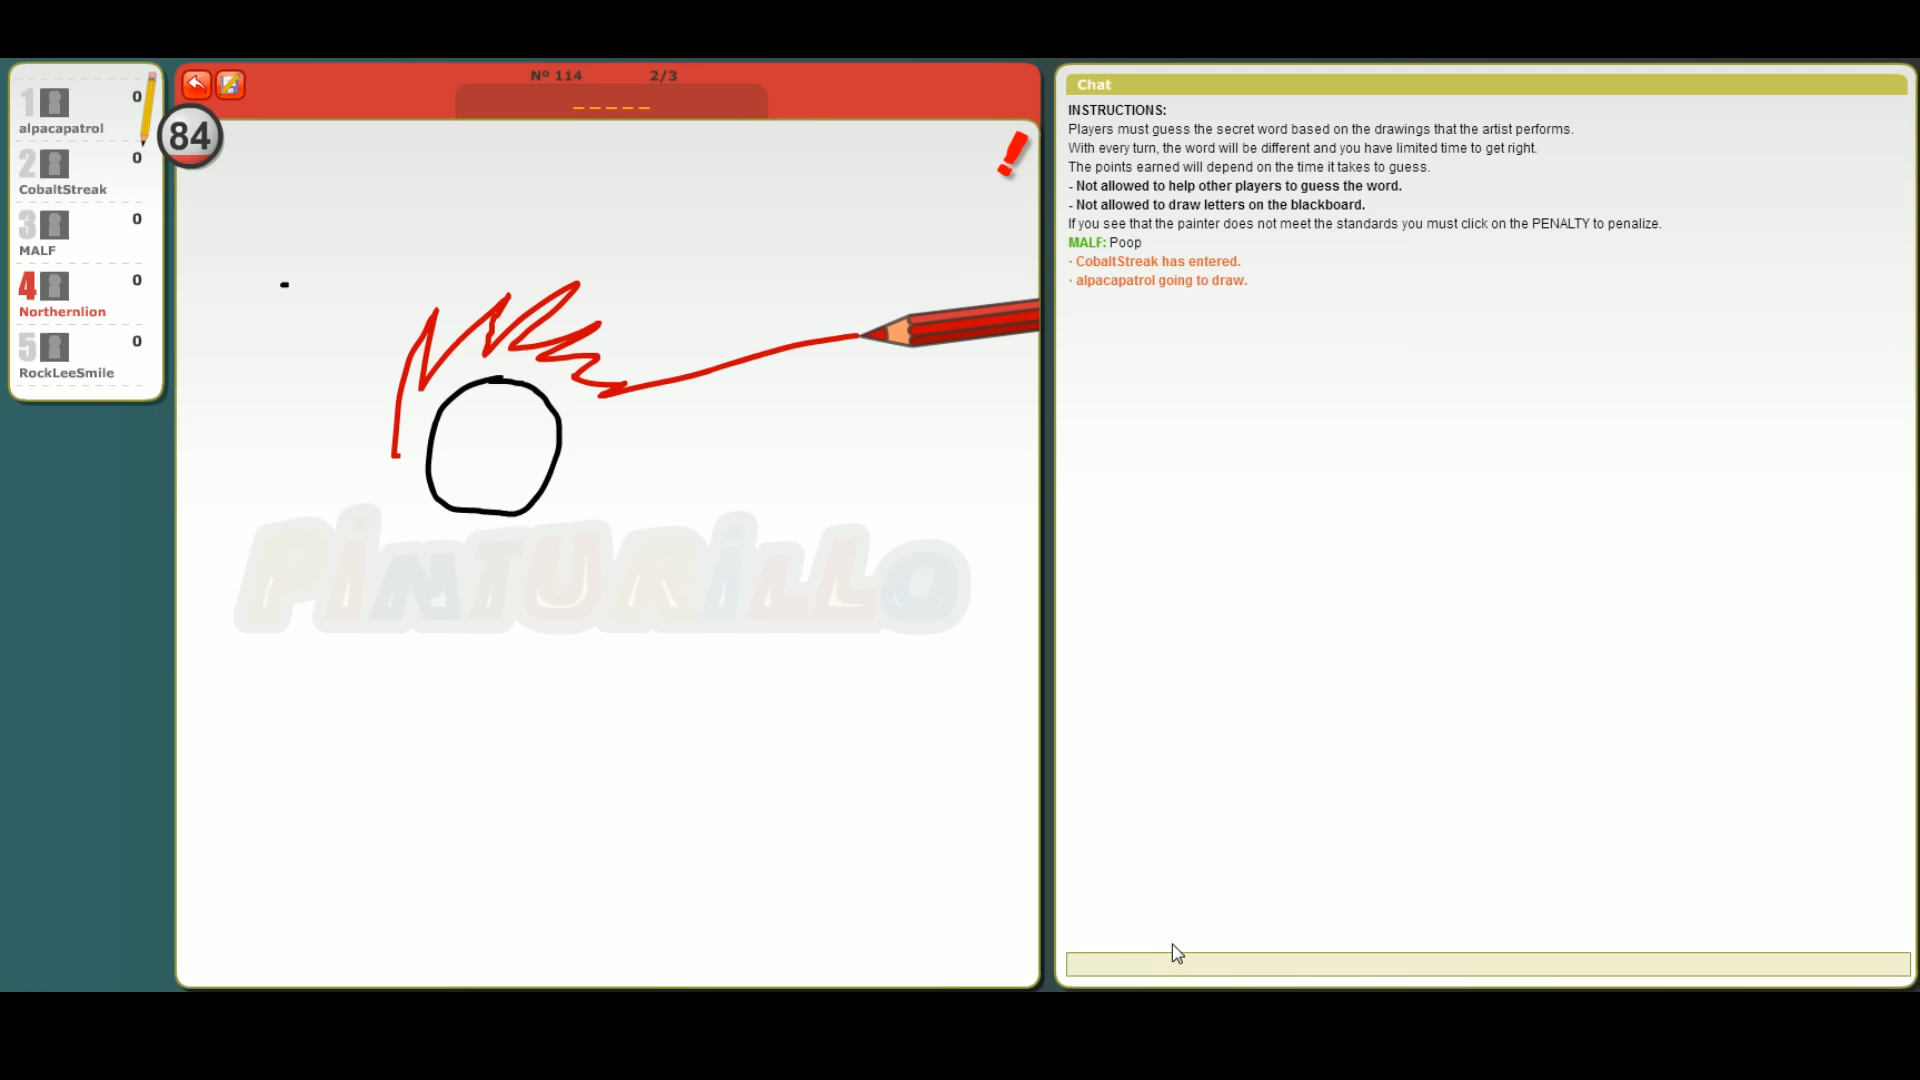 1
0
alpacapatrol
2
0
CobaltStreak
3
0
MALF
4
0
Northernlion
5
0
RockLeeSmile
84
Nº 114 2/3
_ _ _ _ _
!
PINTURILLO
Chat
INSTRUCTIONS:
Players must guess the secret word based on the drawings that the artist performs.
With every turn, the word will be different and you have limited time to get right.
The points earned will depend on the time it takes to guess.
- Not allowed to help other players to guess the word.
- Not allowed to draw letters on the blackboard.
If you see that the painter does not meet the standards you must click on the PENALTY to penalize.
MALF: Poop
· CobaltStreak has entered.
· alpacapatrol going to draw.